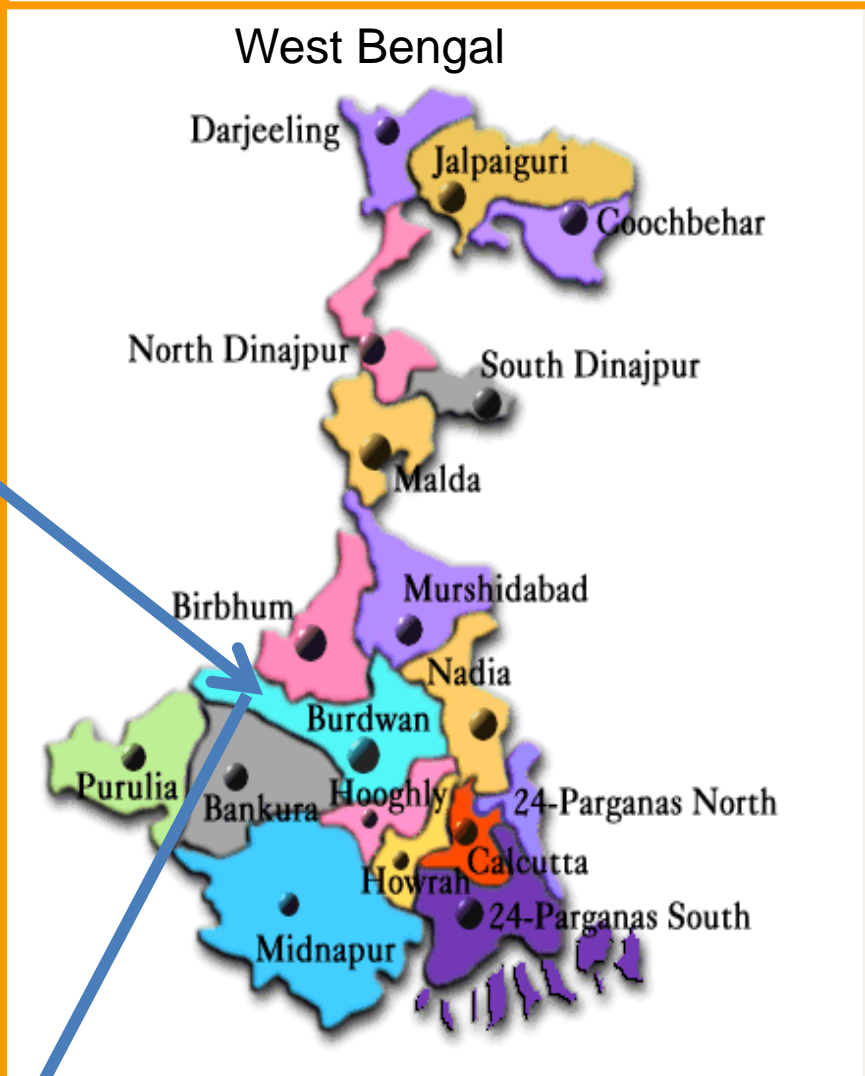 West Bengal
Darjeeling
Jalpaiguri
Coochbehar
North Dinajpur
South Dinajpur
Malda
Murshidabad
Birbhum
Nadia
Burdwan
Purulia
Bankura
Hooghly
24-Parganas North
Calcutta
Howrah
24-Parganas South
Midnapur